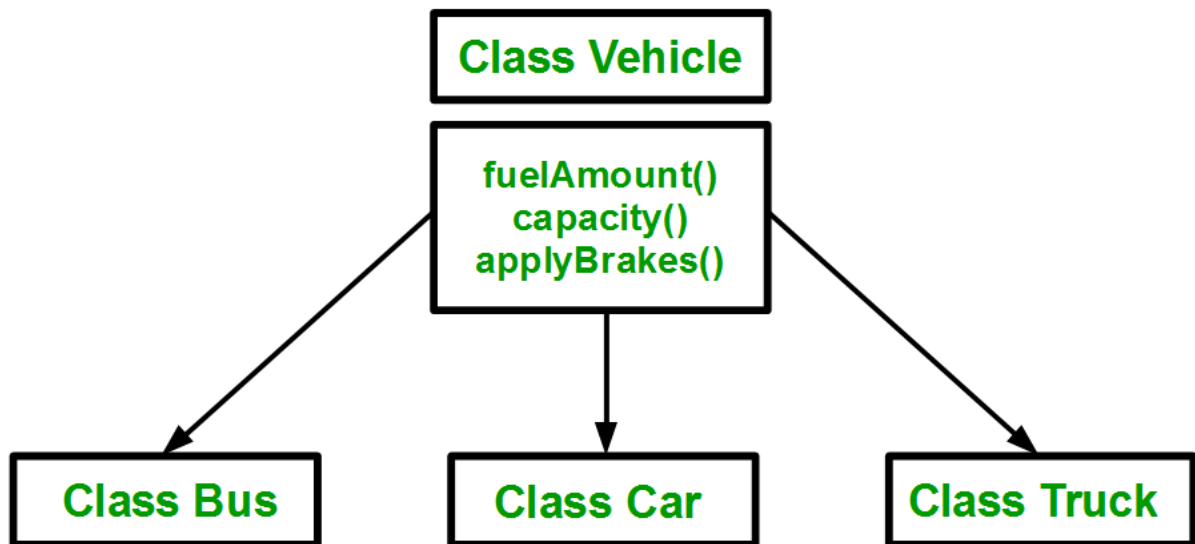 Class Vehicle
fuelAmount()
capacity()
applyBrakes()
Class Bus
Class Car
Class Truck